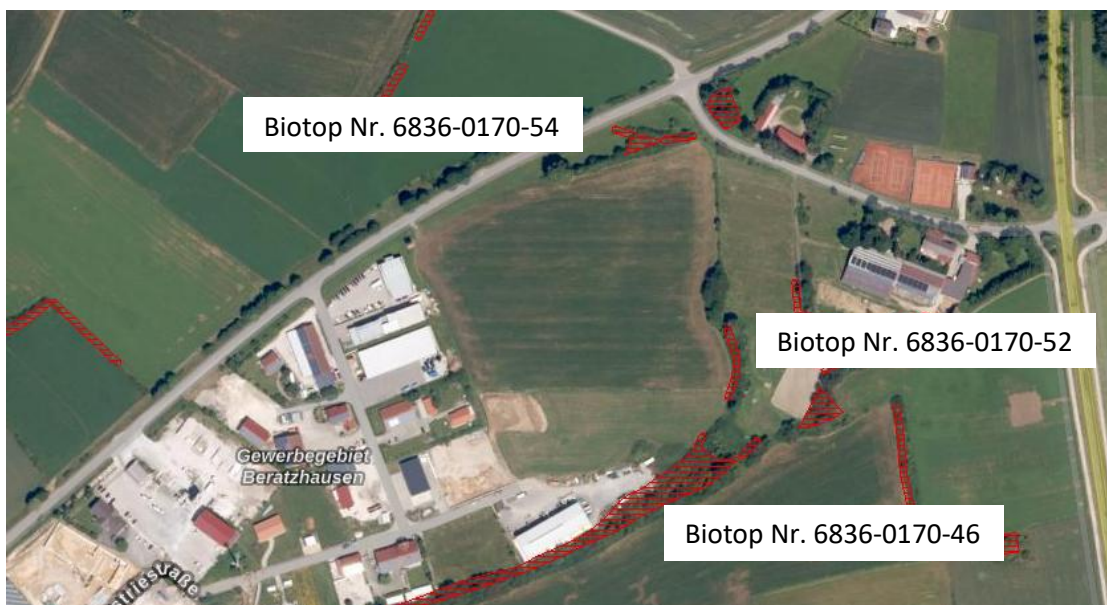 Biotop Nr. 6836-0170-54
Biotop Nr. 6836-0170-52
Gewerbegebiet
Beratzhausen
Biotop Nr. 6836-0170-46